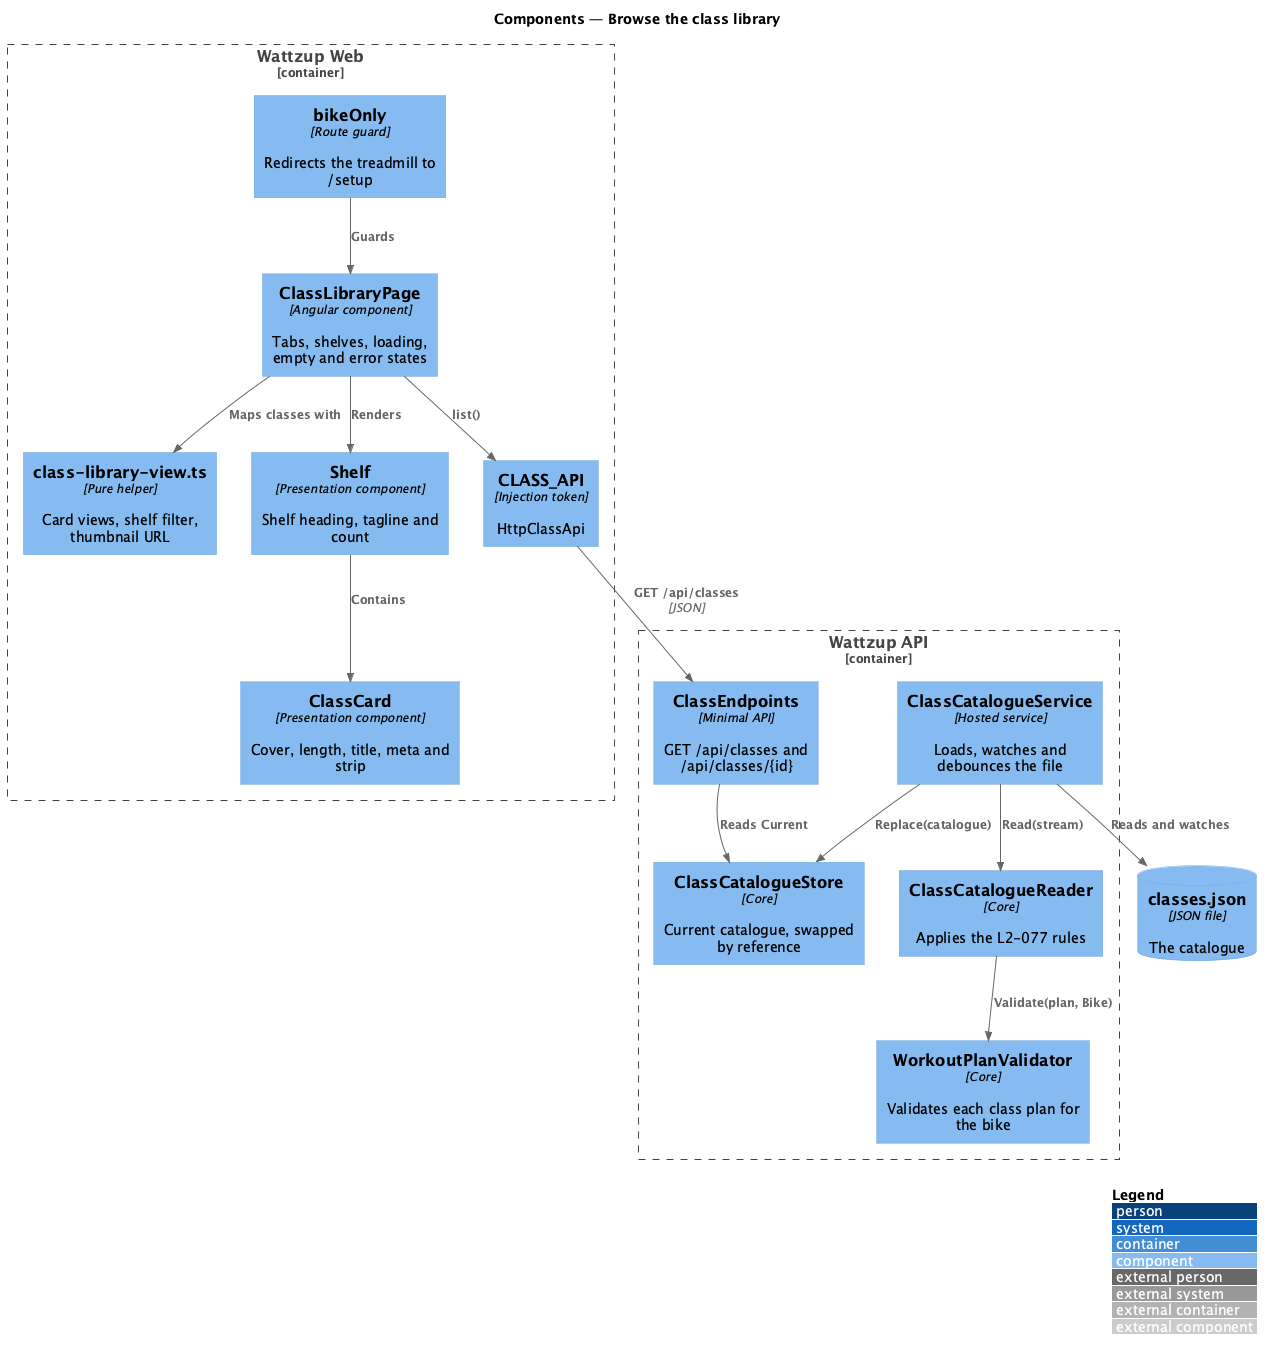 Components — Browse the class library
Wattzup Web
[container]
bikeOnly
[Route guard]
Redirects the treadmill to
/setup
Guards
ClassLibraryPage
[Angular component]
Tabs, shelves, loading,
empty and error states
Maps classes with
Renders
list()
class-library-view.ts
[Pure helper]
Card views, shelf filter,
thumbnail URL
Shelf
[Presentation component]
Shelf heading, tagline and
count
CLASS_API
[Injection token]
HttpClassApi
Contains
GET /api/classes
[JSON]
ClassCard
[Presentation component]
Cover, length, title, meta and
strip
Wattzup API
[container]
ClassEndpoints
[Minimal API]
GET /api/classes and
/api/classes/{id}
ClassCatalogueService
[Hosted service]
Loads, watches and
debounces the file
Reads Current
Replace(catalogue)
Read(stream)
Reads and watches
ClassCatalogueStore
[Core]
Current catalogue, swapped
by reference
ClassCatalogueReader
[Core]
Applies the L2-077 rules
classes.json
[JSON file]
The catalogue
Validate(plan, Bike)
WorkoutPlanValidator
[Core]
Validates each class plan for
the bike
Legend
person
system
container
component
external person
external system
external container
external component